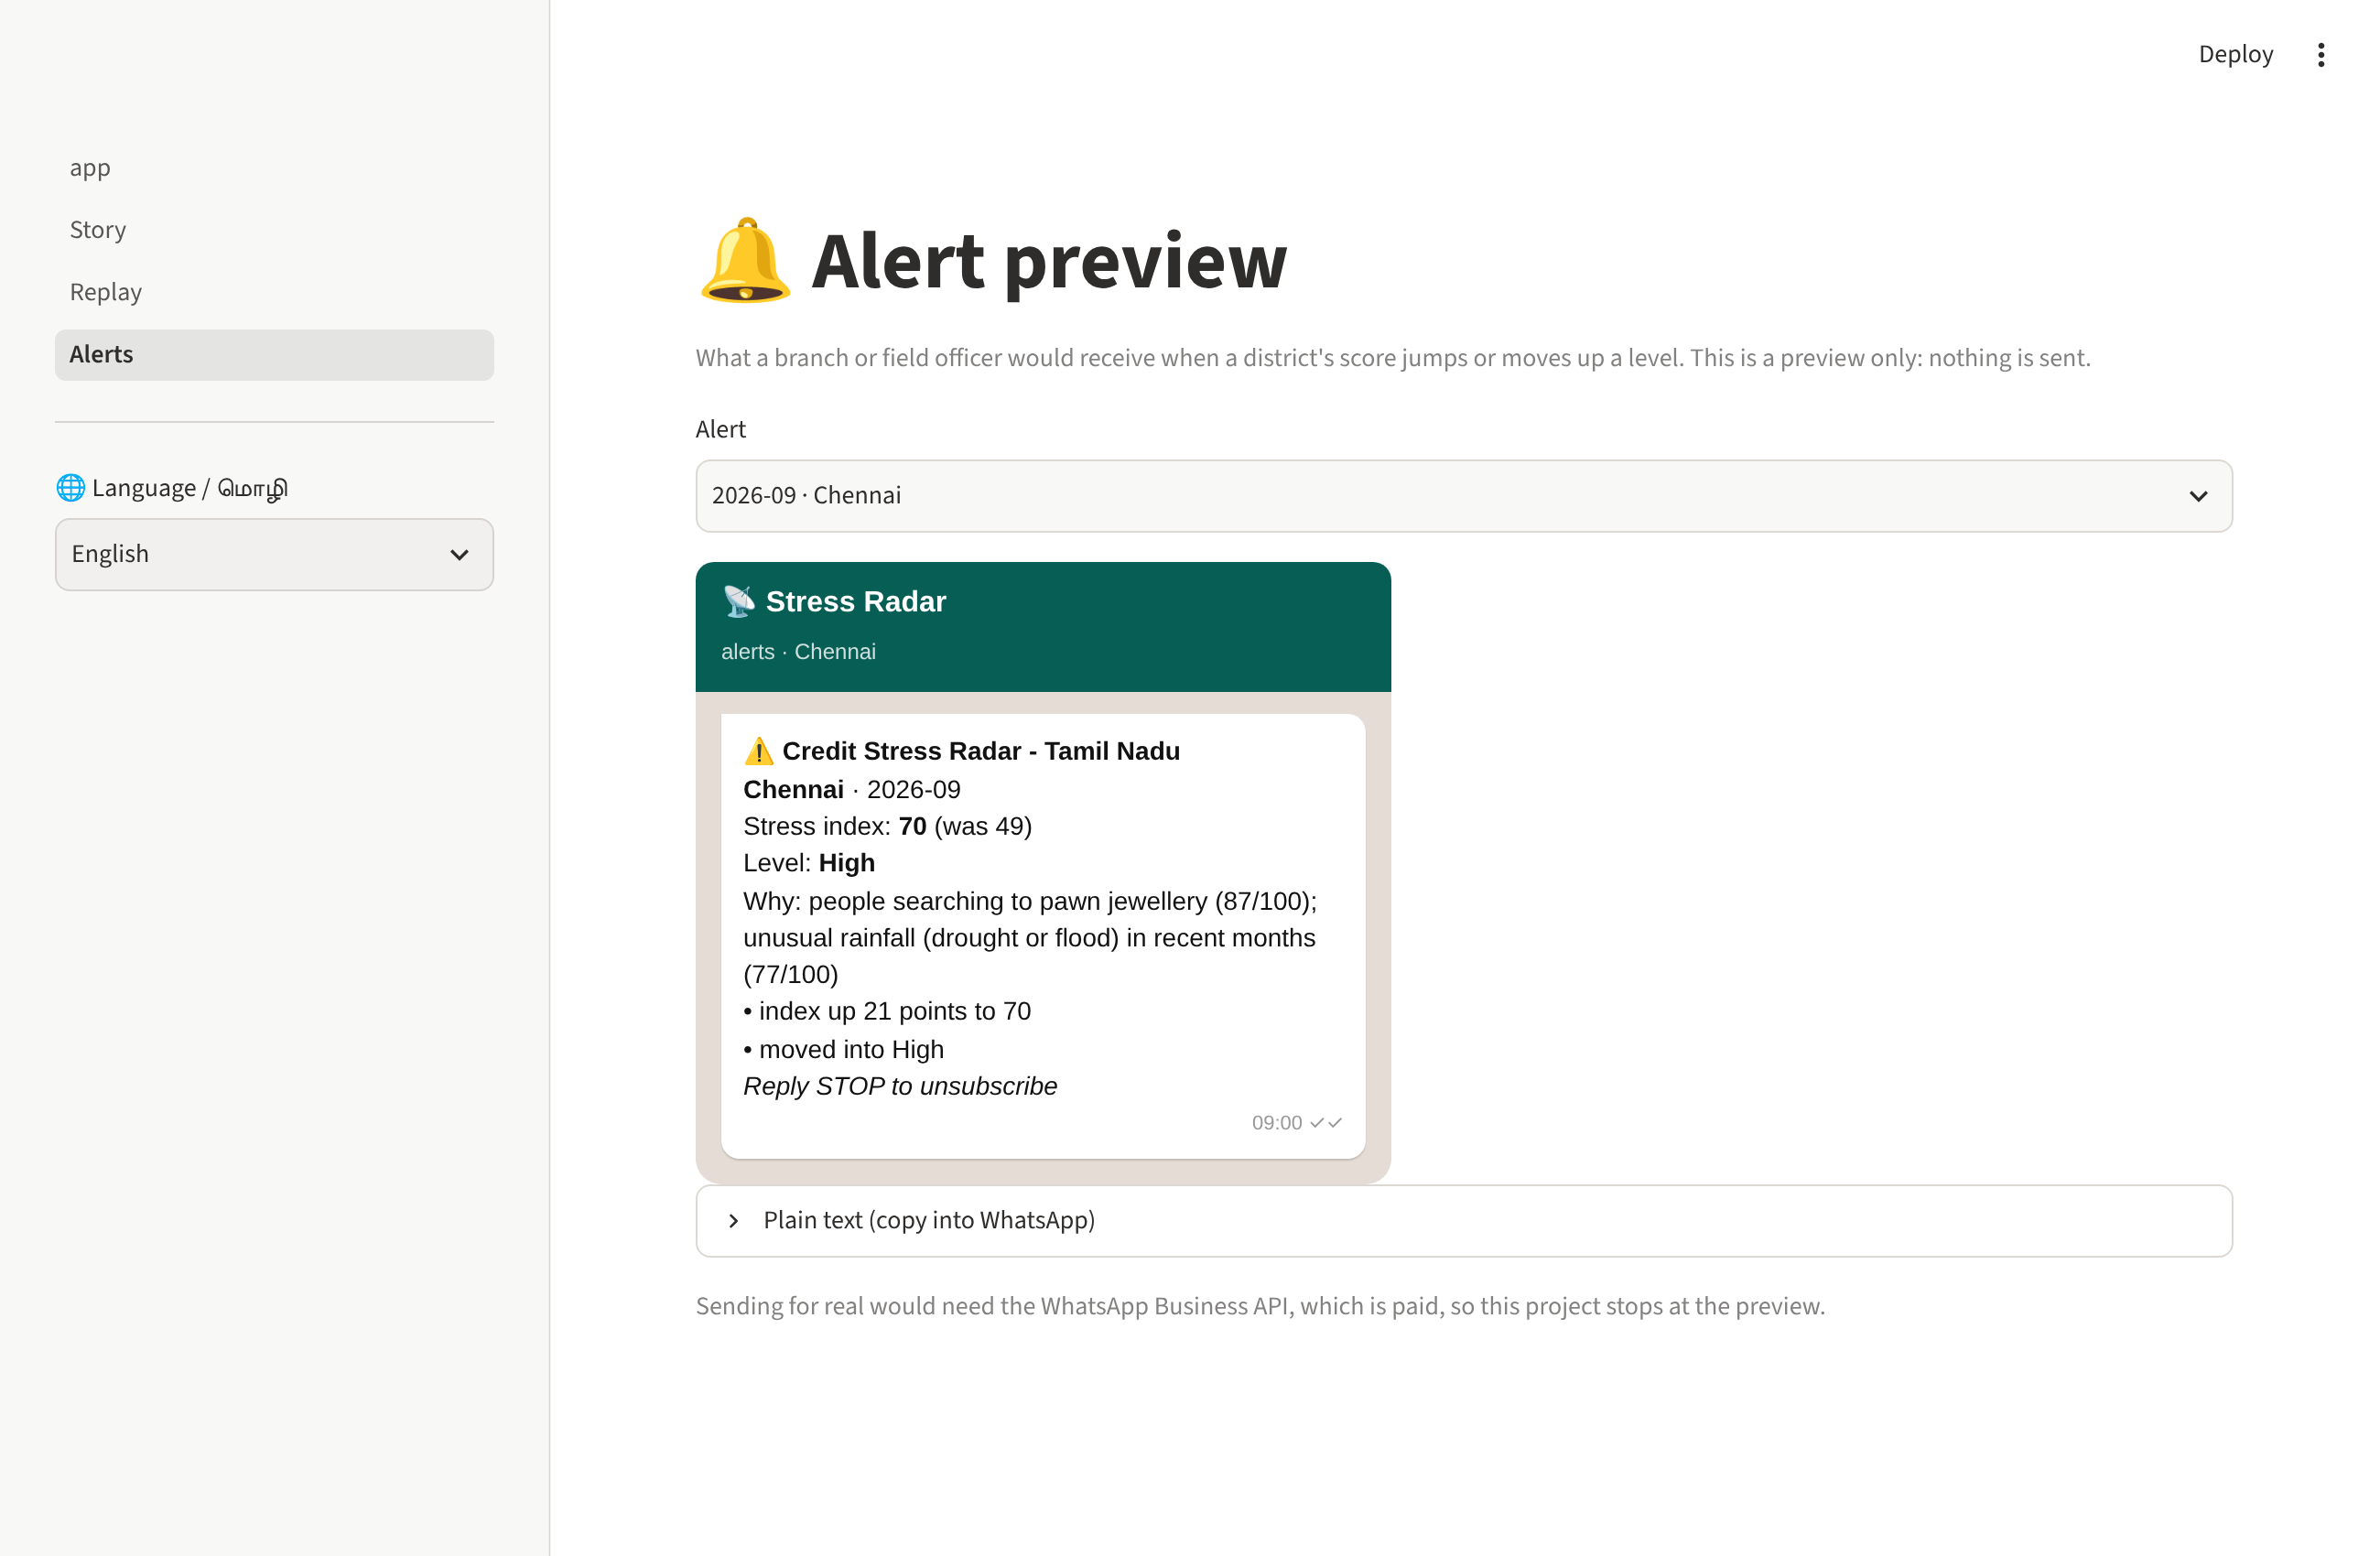 Deploy
app
Story
Replay
Alerts
🌐 Language / மொழி
English
🔔 Alert preview
What a branch or field officer would receive when a district's score jumps or moves up a level. This is a preview only: nothing is sent.
Alert
2026-09 · Chennai
📡 Stress Radar
alerts · Chennai
⚠️ Credit Stress Radar - Tamil Nadu
Chennai · 2026-09
Stress index: 70 (was 49)
Level: High
Why: people searching to pawn jewellery (87/100);
unusual rainfall (drought or flood) in recent months
(77/100)
• index up 21 points to 70
• moved into High
Reply STOP to unsubscribe
09:00 ✓✓
Plain text (copy into WhatsApp)
Sending for real would need the WhatsApp Business API, which is paid, so this project stops at the preview.